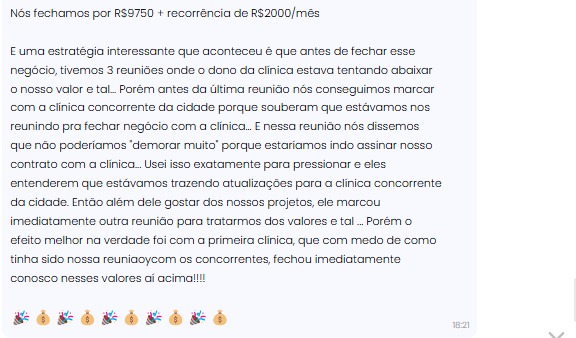 Nós fechamos por R$9750 + recorrência de R$2000/mês
E uma estratégia interessante que aconteceu é que antes de fechar esse
negócio, tivemos 3 reuniões onde o dono da clínica estava tentando abaixar
o nosso valor e tal... Porém antes da última reunião nós conseguimos marcar
com a clínica concorrente da cidade porque souberam que estávamos nos
reunindo pra fechar negócio com a clínica... E nessa reunião nós dissemos
que não poderíamos "demorar muito" porque estariamos indo assinar nosso
contrato com a clínica... Usei isso exatamente para pressionar e eles
entenderem que estávamos trazendo atualizações para a clínica concorrente
da cidade. Então além dele gostar dos nossos projetos, ele marcou
imediatamente outra reunião para tratarmos dos valores e tal ... Porém o
efeito melhor na verdade foi com a primeira clínica, que com medo de como
tinha sido nossa reuniaoycom os concorrentes, fechou imediatamente
conosco nesses valores aí acima!!!!
🎉💰🎉💰🎉💰🎉💰🎉💰
18:21